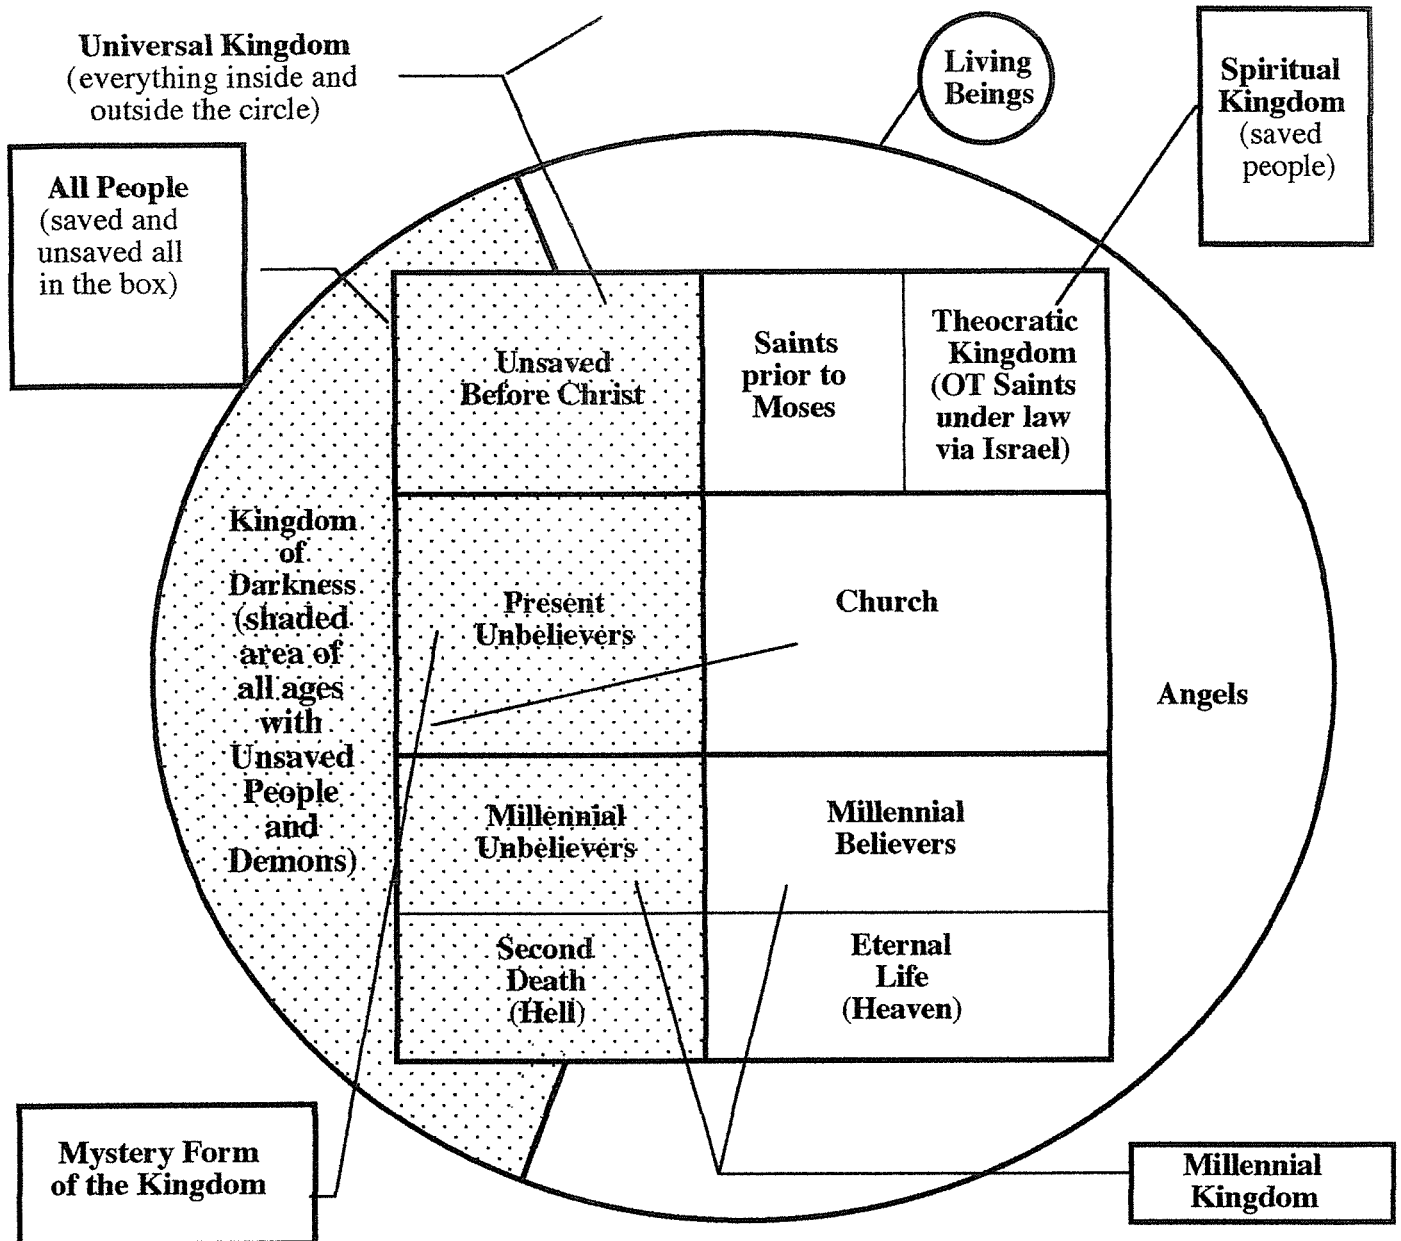 Universal Kingdom
(everything inside and
outside the circle)
Living
Beings
Spiritual
Kingdom
(saved
people)
All People
(saved and
unsaved all
in the box)
Unsaved
Before Christ
Saints
prior to
Moses
Theocratic
Kingdom
(OT Saints
under law
via Israel)
Kingdom
of
Darkness
(shaded
area of
all ages
with
Unsaved
People
and
Demons)
Present
Unbelievers
Church
Angels
Millennial
Unbelievers
Millennial
Believers
Second
Death
(Hell)
Eternal
Life
(Heaven)
Mystery Form
of the Kingdom
Millennial
Kingdom